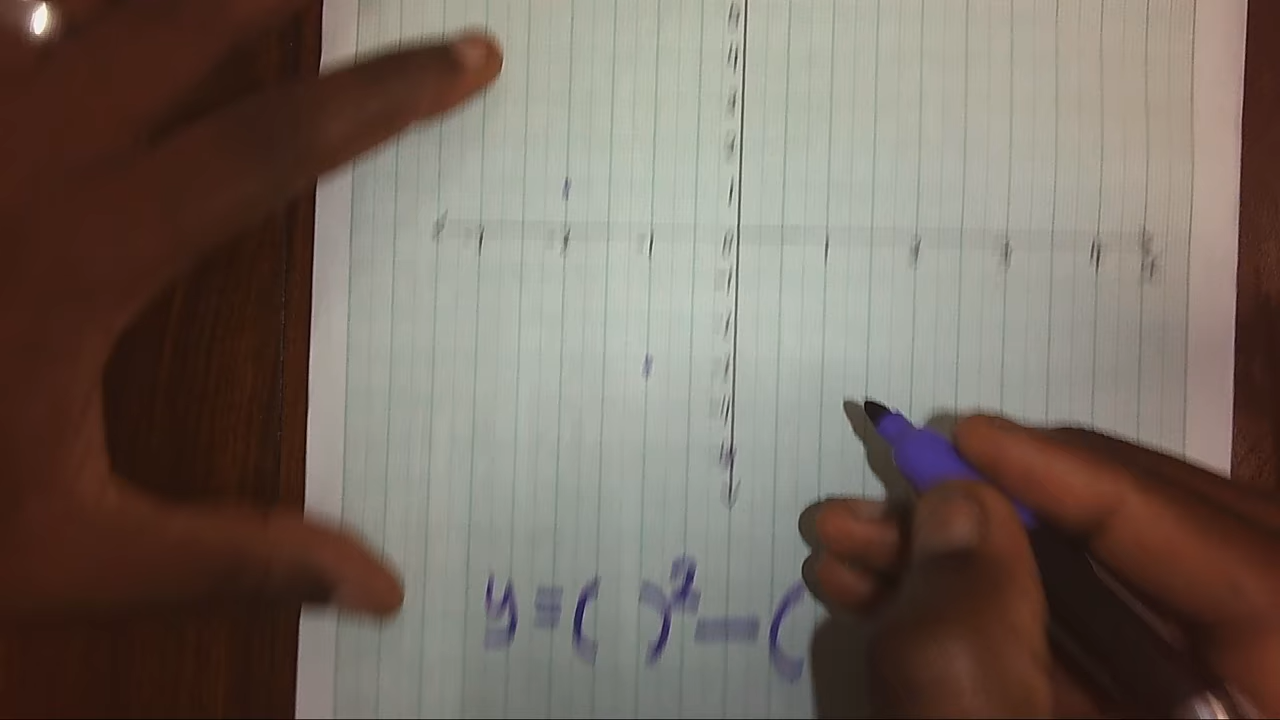 y = ( )² - (